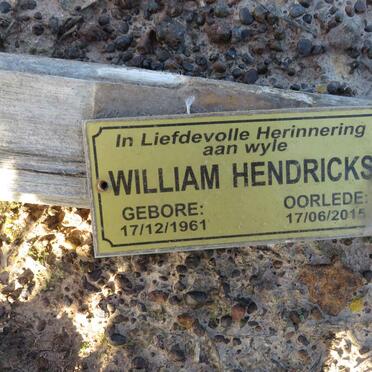 In Liefdevolle Herinnering
aan wyle
WILLIAM HENDRICKS
GEBORE: OORLEDE:
17/12/1961 17/06/2015